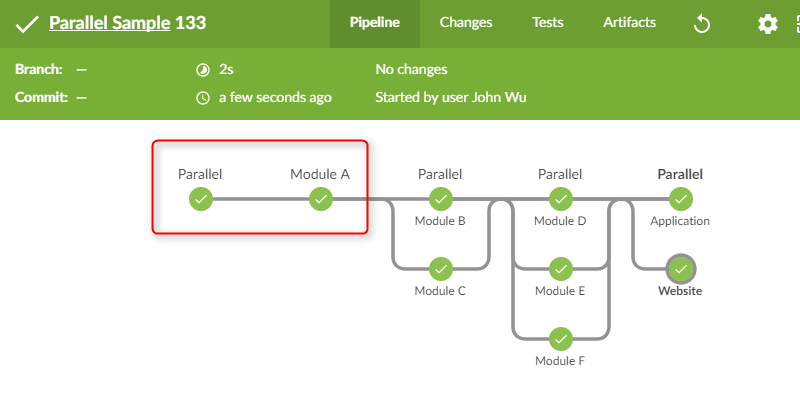 Parallel Sample 133
Pipeline
Changes
Tests
Artifacts
Branch: —
2s
No changes
Commit: —
a few seconds ago
Started by user John Wu
Parallel
Module A
Parallel
Parallel
Parallel
Module B
Module D
Application
Module C
Module E
Website
Module F